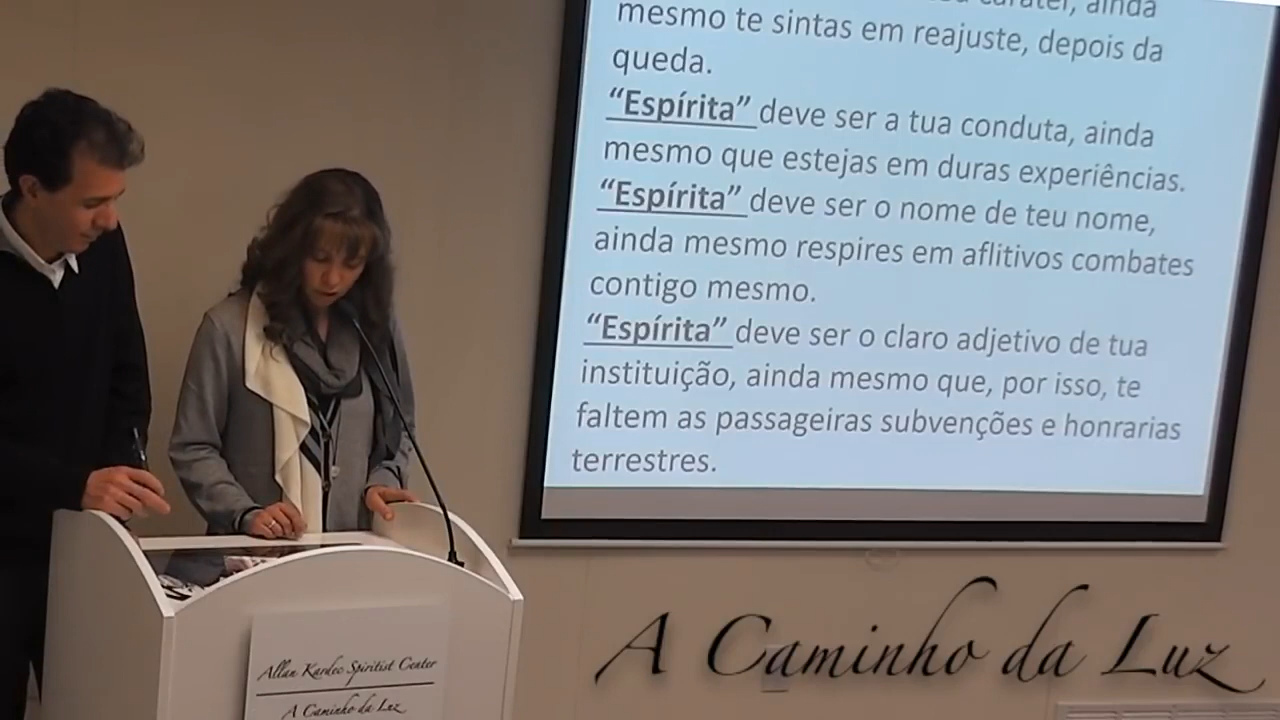 caráter, ainda
mesmo te sintas em reajuste, depois da
queda.
“Espírita” deve ser a tua conduta, ainda
mesmo que estejas em duras experiências.
“Espírita” deve ser o nome de teu nome,
ainda mesmo respires em aflitivos combates
contigo mesmo.
“Espírita” deve ser o claro adjetivo de tua
instituição, ainda mesmo que, por isso, te
faltem as passageiras subvenções e honrarias
terrestres.
A Caminho da Luz
Allan Kardec Spiritist Center
A Caminho da Luz